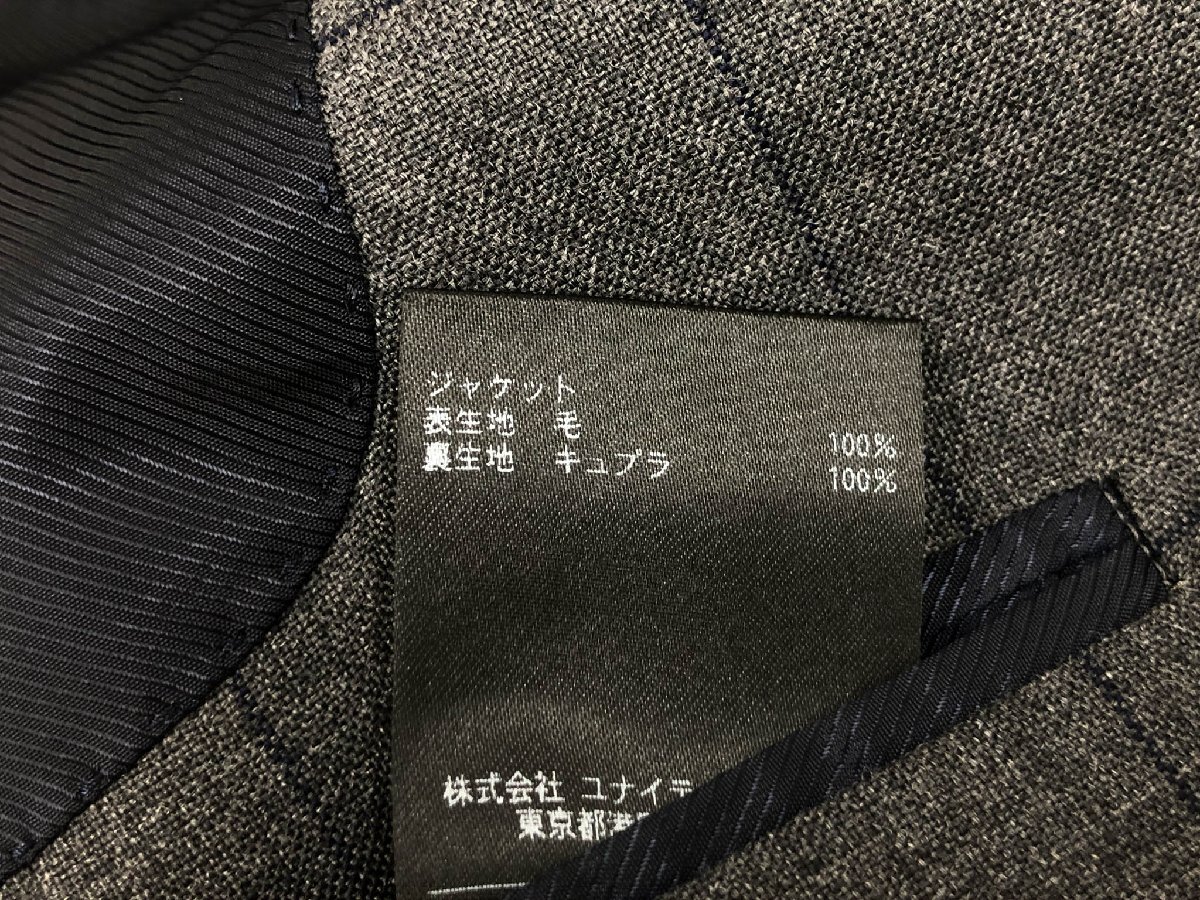 ジャケット
表生地 毛 100%
裏生地 キュプラ 100%
株式会社 ユナイテ
東京都港